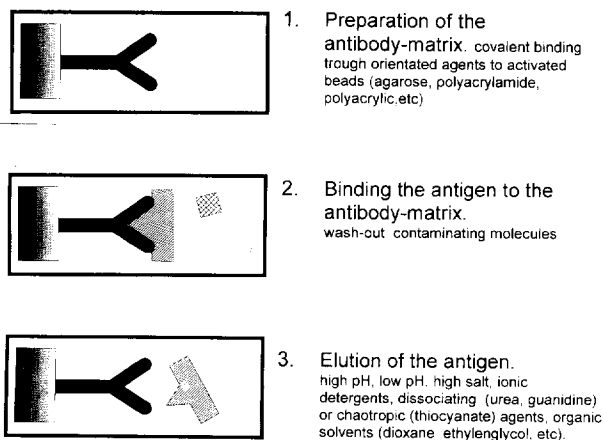 1. Preparation of the
antibody-matrix. covalent binding
trough orientated agents to activated
beads (agarose, polyacrylamide,
polyacrylic,etc)
2. Binding the antigen to the
antibody-matrix.
wash-out contaminating molecules
3. Elution of the antigen.
high pH, low pH. high salt, ionic
detergents, dissociating (urea, guanidine)
or chaotropic (thiocyanate) agents, organic
solvents (dioxane ethylenglycol, etc).